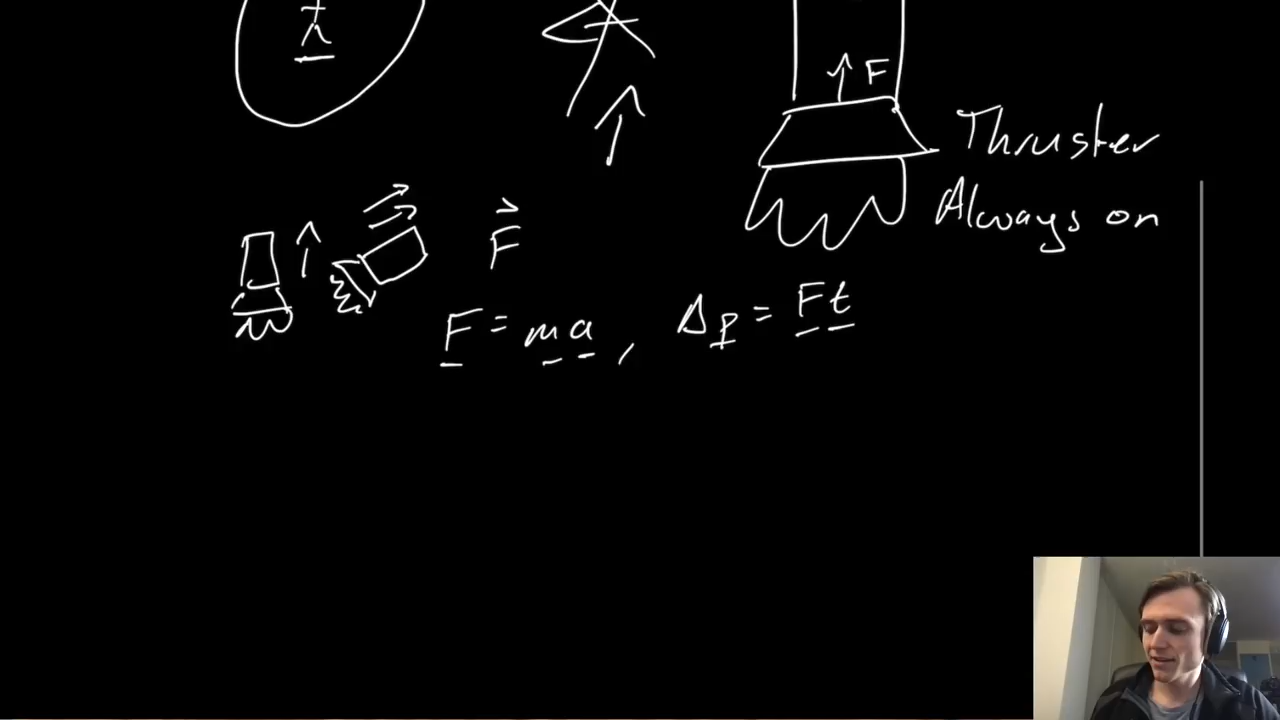 F
Thruster
Always on
F
F = ma, Δp = Ft